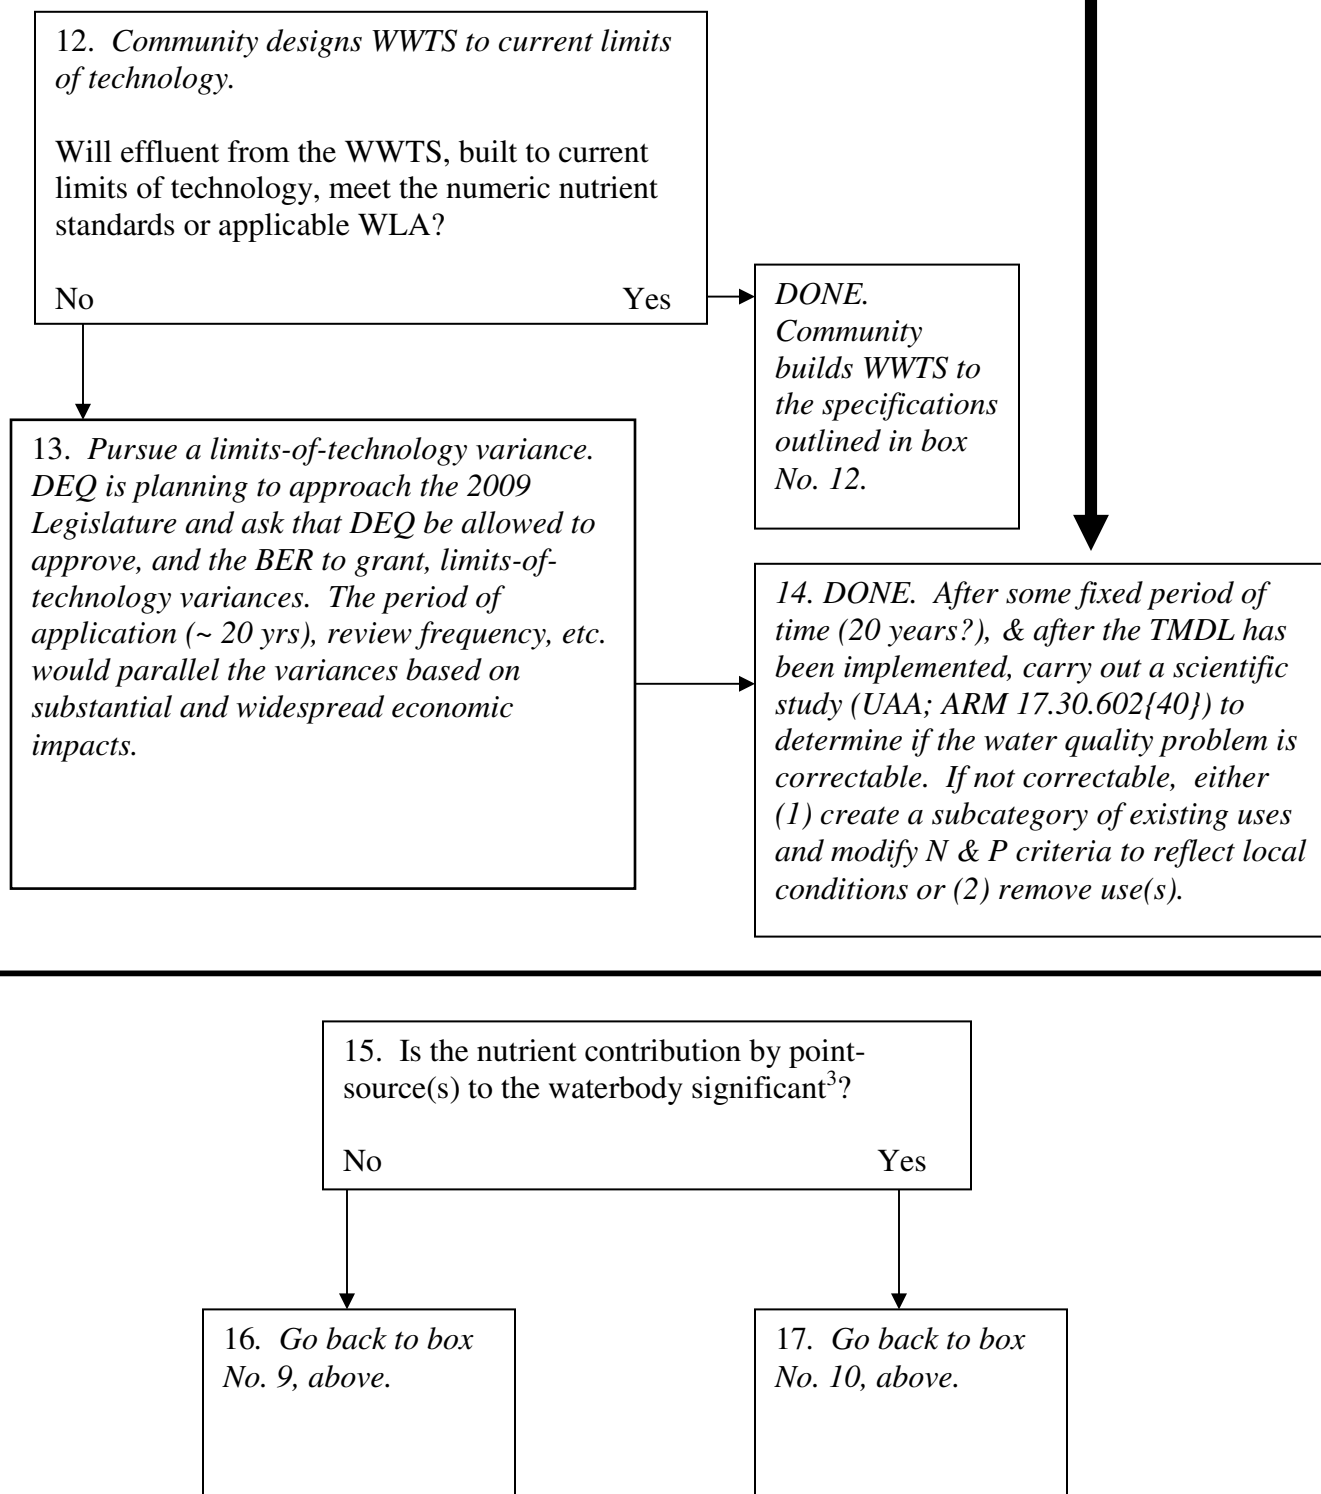 12. Community designs WWTS to current limits
of technology.
Will effluent from the WWTS, built to current
limits of technology, meet the numeric nutrient
standards or applicable WLA?
No Yes
DONE.
Community
builds WWTS to
the specifications
outlined in box
No. 12.
13. Pursue a limits-of-technology variance.
DEQ is planning to approach the 2009
Legislature and ask that DEQ be allowed to
approve, and the BER to grant, limits-of-
technology variances. The period of
application (~ 20 yrs), review frequency, etc.
would parallel the variances based on
substantial and widespread economic
impacts.
14. DONE. After some fixed period of
time (20 years?), & after the TMDL has
been implemented, carry out a scientific
study (UAA; ARM 17.30.602{40}) to
determine if the water quality problem is
correctable. If not correctable, either
(1) create a subcategory of existing uses
and modify N & P criteria to reflect local
conditions or (2) remove use(s).
15. Is the nutrient contribution by point-
source(s) to the waterbody significant³?
No Yes
16. Go back to box
No. 9, above.
17. Go back to box
No. 10, above.